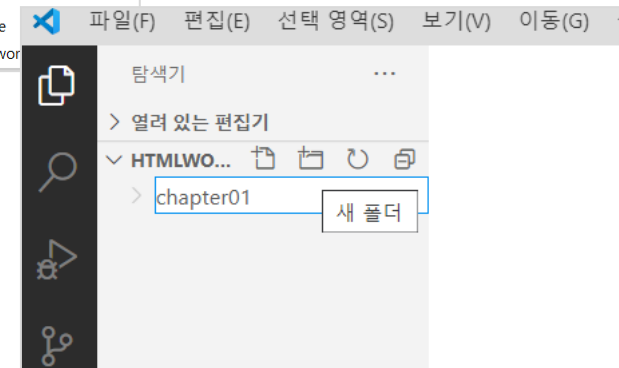 파일(F) 편집(E) 선택 영역(S) 보기(V) 이동(G)
e
wor
탐색기 ...
열려 있는 편집기
HTMLWO...
chapter01
새 폴더